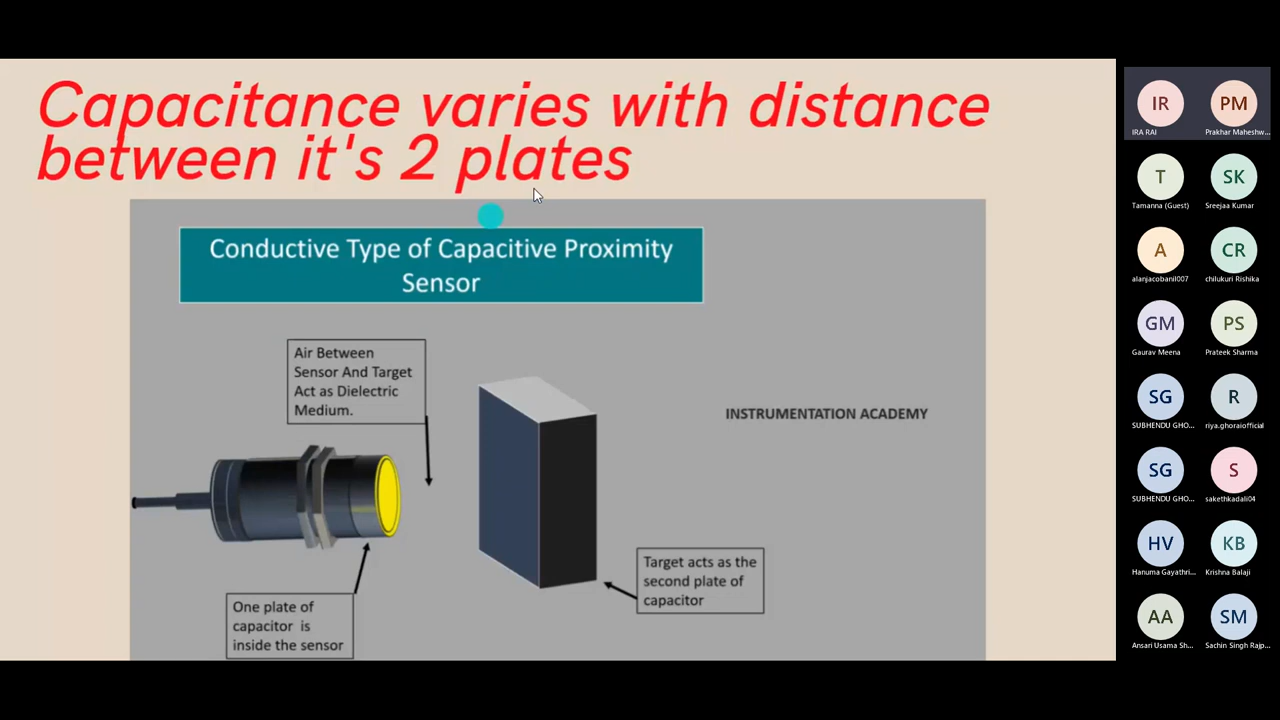 Capacitance varies with distance
between it's 2 plates
Conductive Type of Capacitive Proximity
Sensor
Air Between
Sensor And Target
Act as Dielectric
Medium.
INSTRUMENTATION ACADEMY
Target acts as the
second plate of
capacitor
One plate of
capacitor is
inside the sensor
IR
PM
IRA RAI
Prakhar Maheshw...
T
SK
Tamanna (Guest)
Sreejaa Kumar
A
CR
alanjacobanil007
chilukuri Rishika
GM
PS
Gaurav Meena
Prateek Sharma
SG
R
SUBHENDU GHO...
riya.ghoraiofficial
SG
S
SUBHENDU GHO...
sakethkadali04
HV
KB
Hanuma Gayathri...
Krishna Balaji
AA
SM
Ansari Usama Sh...
Sachin Singh Rajp...